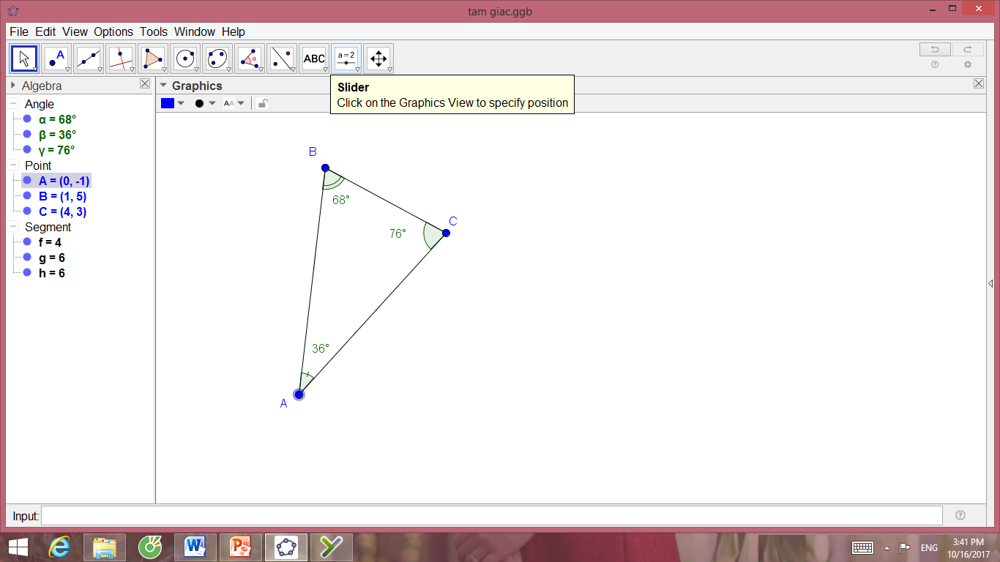 tam giac.ggb
File Edit View Options Tools Window Help
A
α
ABC
a = 2
Slider
Click on the Graphics View to specify position
Algebra
Graphics
AA
Angle
α = 68°
β = 36°
γ = 76°
Point
A = (0, -1)
B = (1, 5)
C = (4, 3)
Segment
f = 4
g = 6
h = 6
B
68°
C
76°
36°
A
Input:
ENG
3:41 PM
10/16/2017